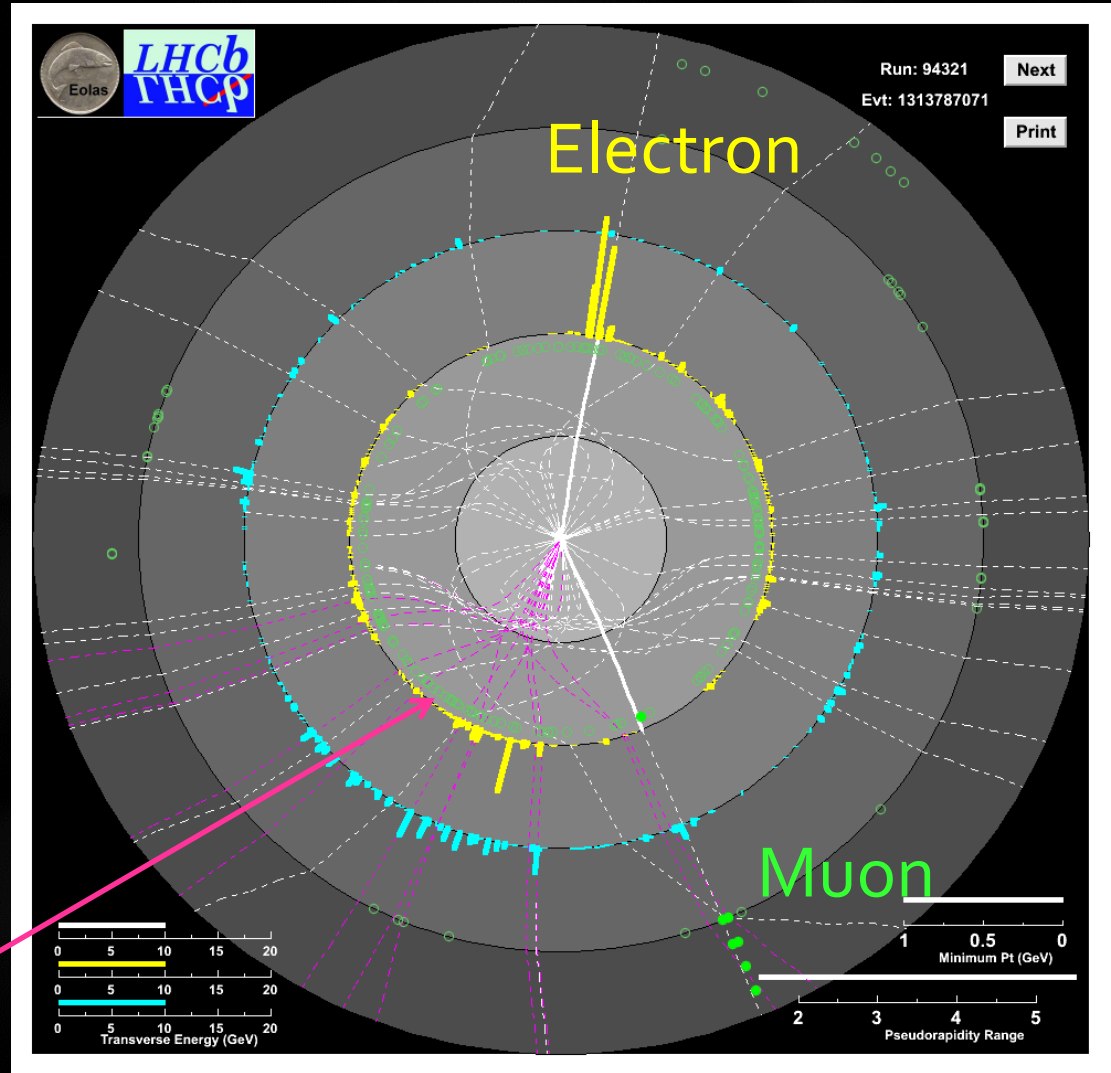 Eolas
LHCb
ГНСр
Run: 94321
Evt: 1313787071
Next
Print
Electron
Muon
0 5 10 15 20
0 5 10 15 20
0 5 10 15 20
Transverse Energy (GeV)
1 0.5 0
Minimum Pt (GeV)
2 3 4 5
Pseudorapidity Range